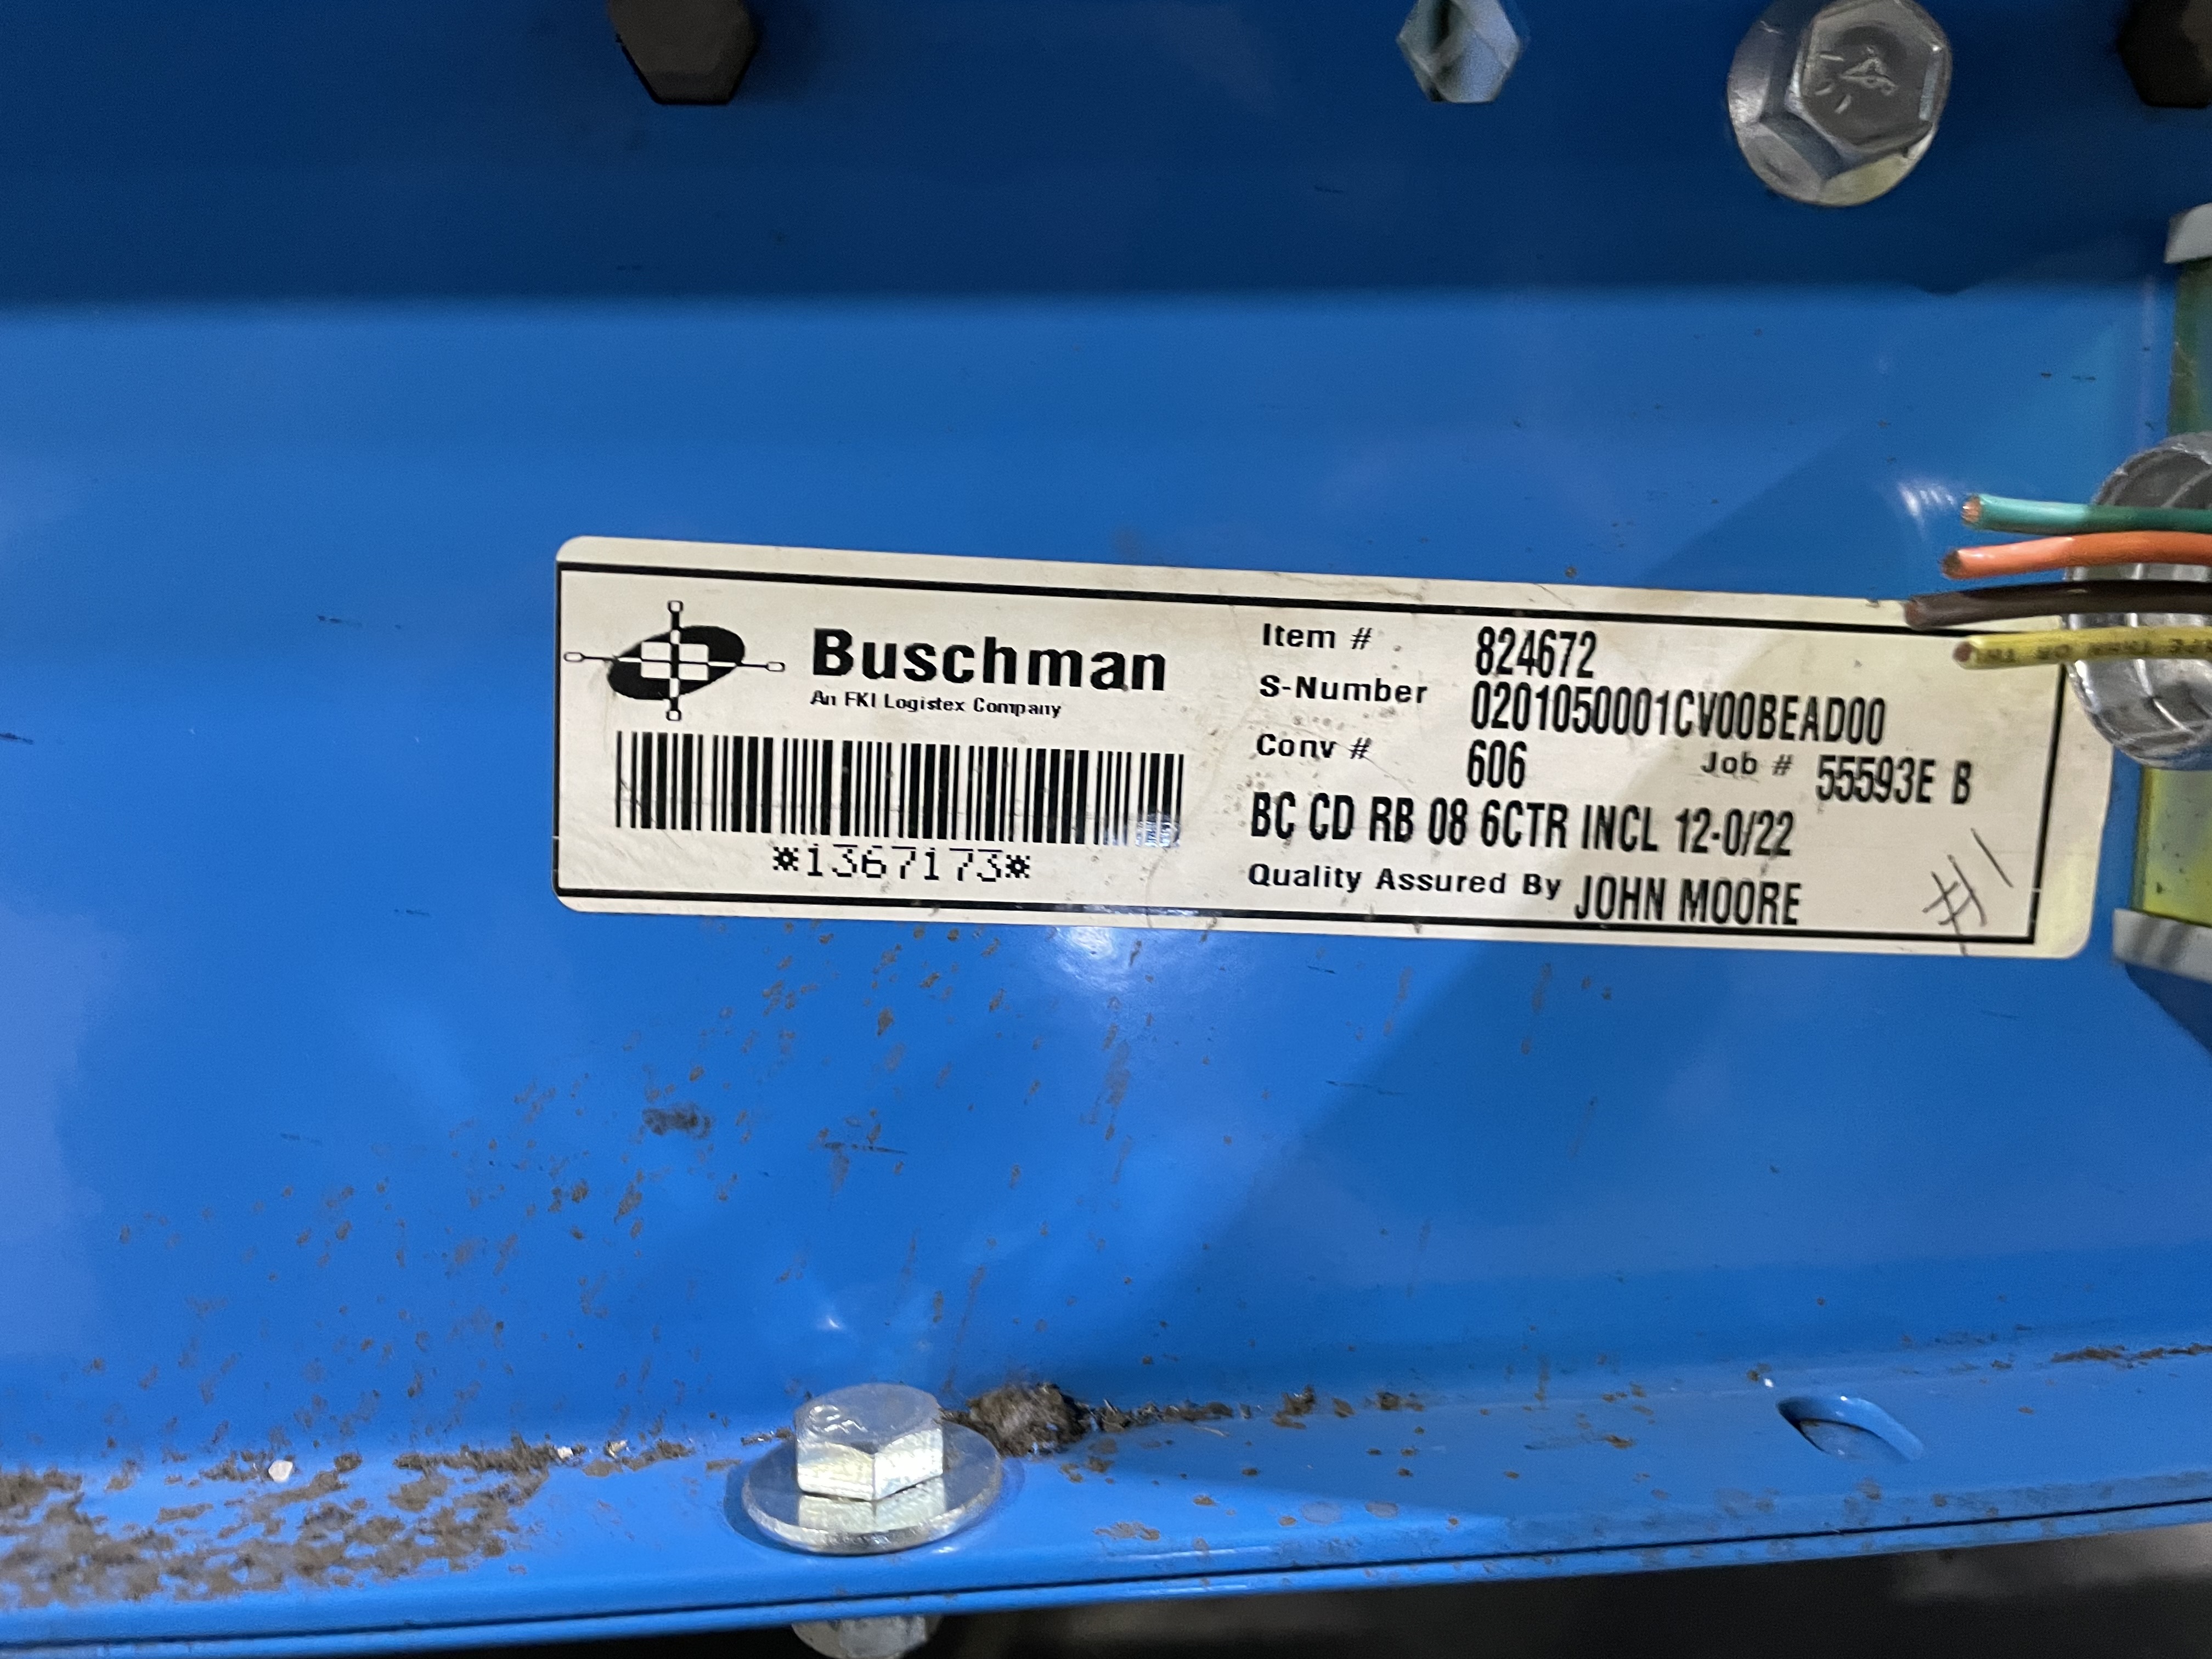 Buschman
An FKI Logistex Company
*1367173*
Item # 824672
S-Number 0201050001CV00BEAD00
Conv # 606 Job # 55593E B
BC CD RB 08 6CTR INCL 12-0/22
Quality Assured By JOHN MOORE
#1